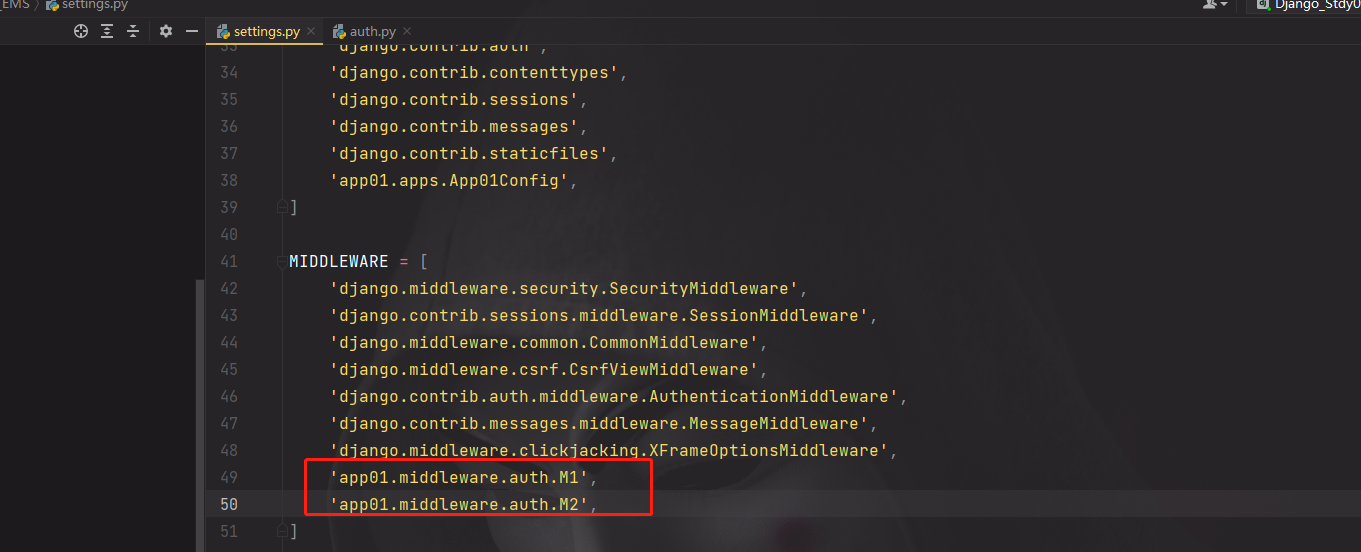 _EMS 〉 settings.py
Django_Stdy0
settings.py × auth.py ×
33 'django.contrib.auth',
34 'django.contrib.contenttypes',
35 'django.contrib.sessions',
36 'django.contrib.messages',
37 'django.contrib.staticfiles',
38 'app01.apps.App01Config',
39 ]
40
41 MIDDLEWARE = [
42 'django.middleware.security.SecurityMiddleware',
43 'django.contrib.sessions.middleware.SessionMiddleware',
44 'django.middleware.common.CommonMiddleware',
45 'django.middleware.csrf.CsrfViewMiddleware',
46 'django.contrib.auth.middleware.AuthenticationMiddleware',
47 'django.contrib.messages.middleware.MessageMiddleware',
48 'django.middleware.clickjacking.XFrameOptionsMiddleware',
49 'app01.middleware.auth.M1',
50 'app01.middleware.auth.M2',
51 ]